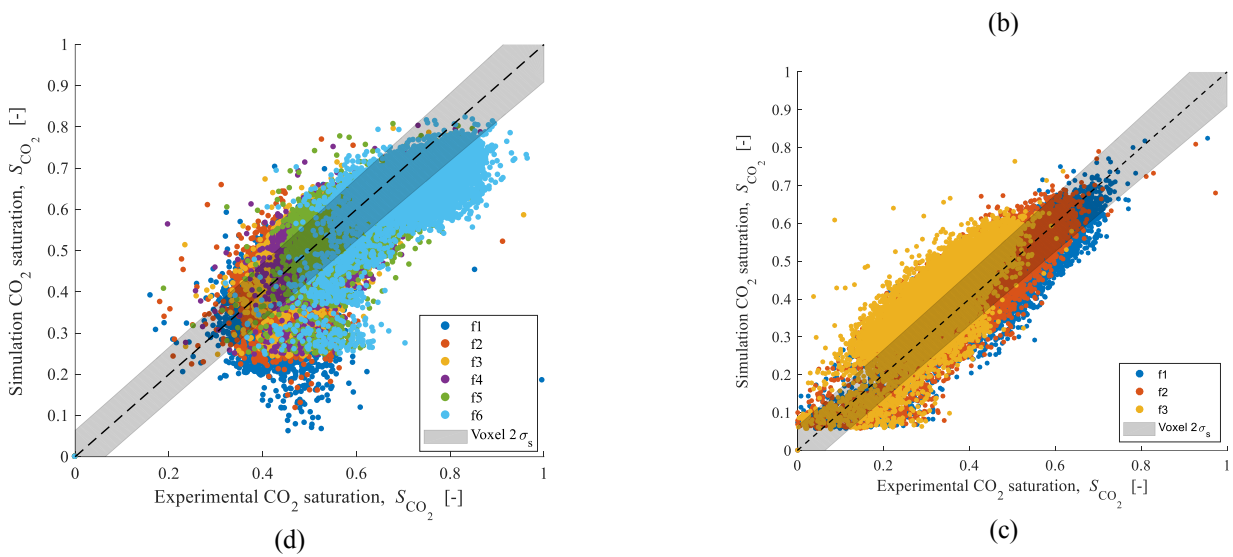 (b)
1
0.9
0.8
0.7
0.6
0.5
0.4
0.3
0.2
0.1
0
Simulation CO2 saturation, SCO2 [-]
f1
f2
f3
f4
f5
f6
Voxel 2σs
0 0.2 0.4 0.6 0.8 1
Experimental CO2 saturation, SCO2 [-]
(d)
1
0.9
0.8
0.7
0.6
0.5
0.4
0.3
0.2
0.1
0
Simulation CO2 saturation, SCO2 [-]
f1
f2
f3
Voxel 2σs
0 0.2 0.4 0.6 0.8 1
Experimental CO2 saturation, SCO2 [-]
(c)